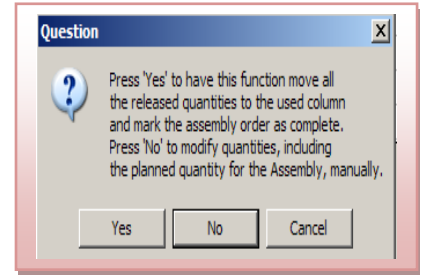 Question
X
?
Press 'Yes' to have this function move all
the released quantities to the used column
and mark the assembly order as complete.
Press 'No' to modify quantities, including
the planned quantity for the Assembly, manually.
Yes No Cancel